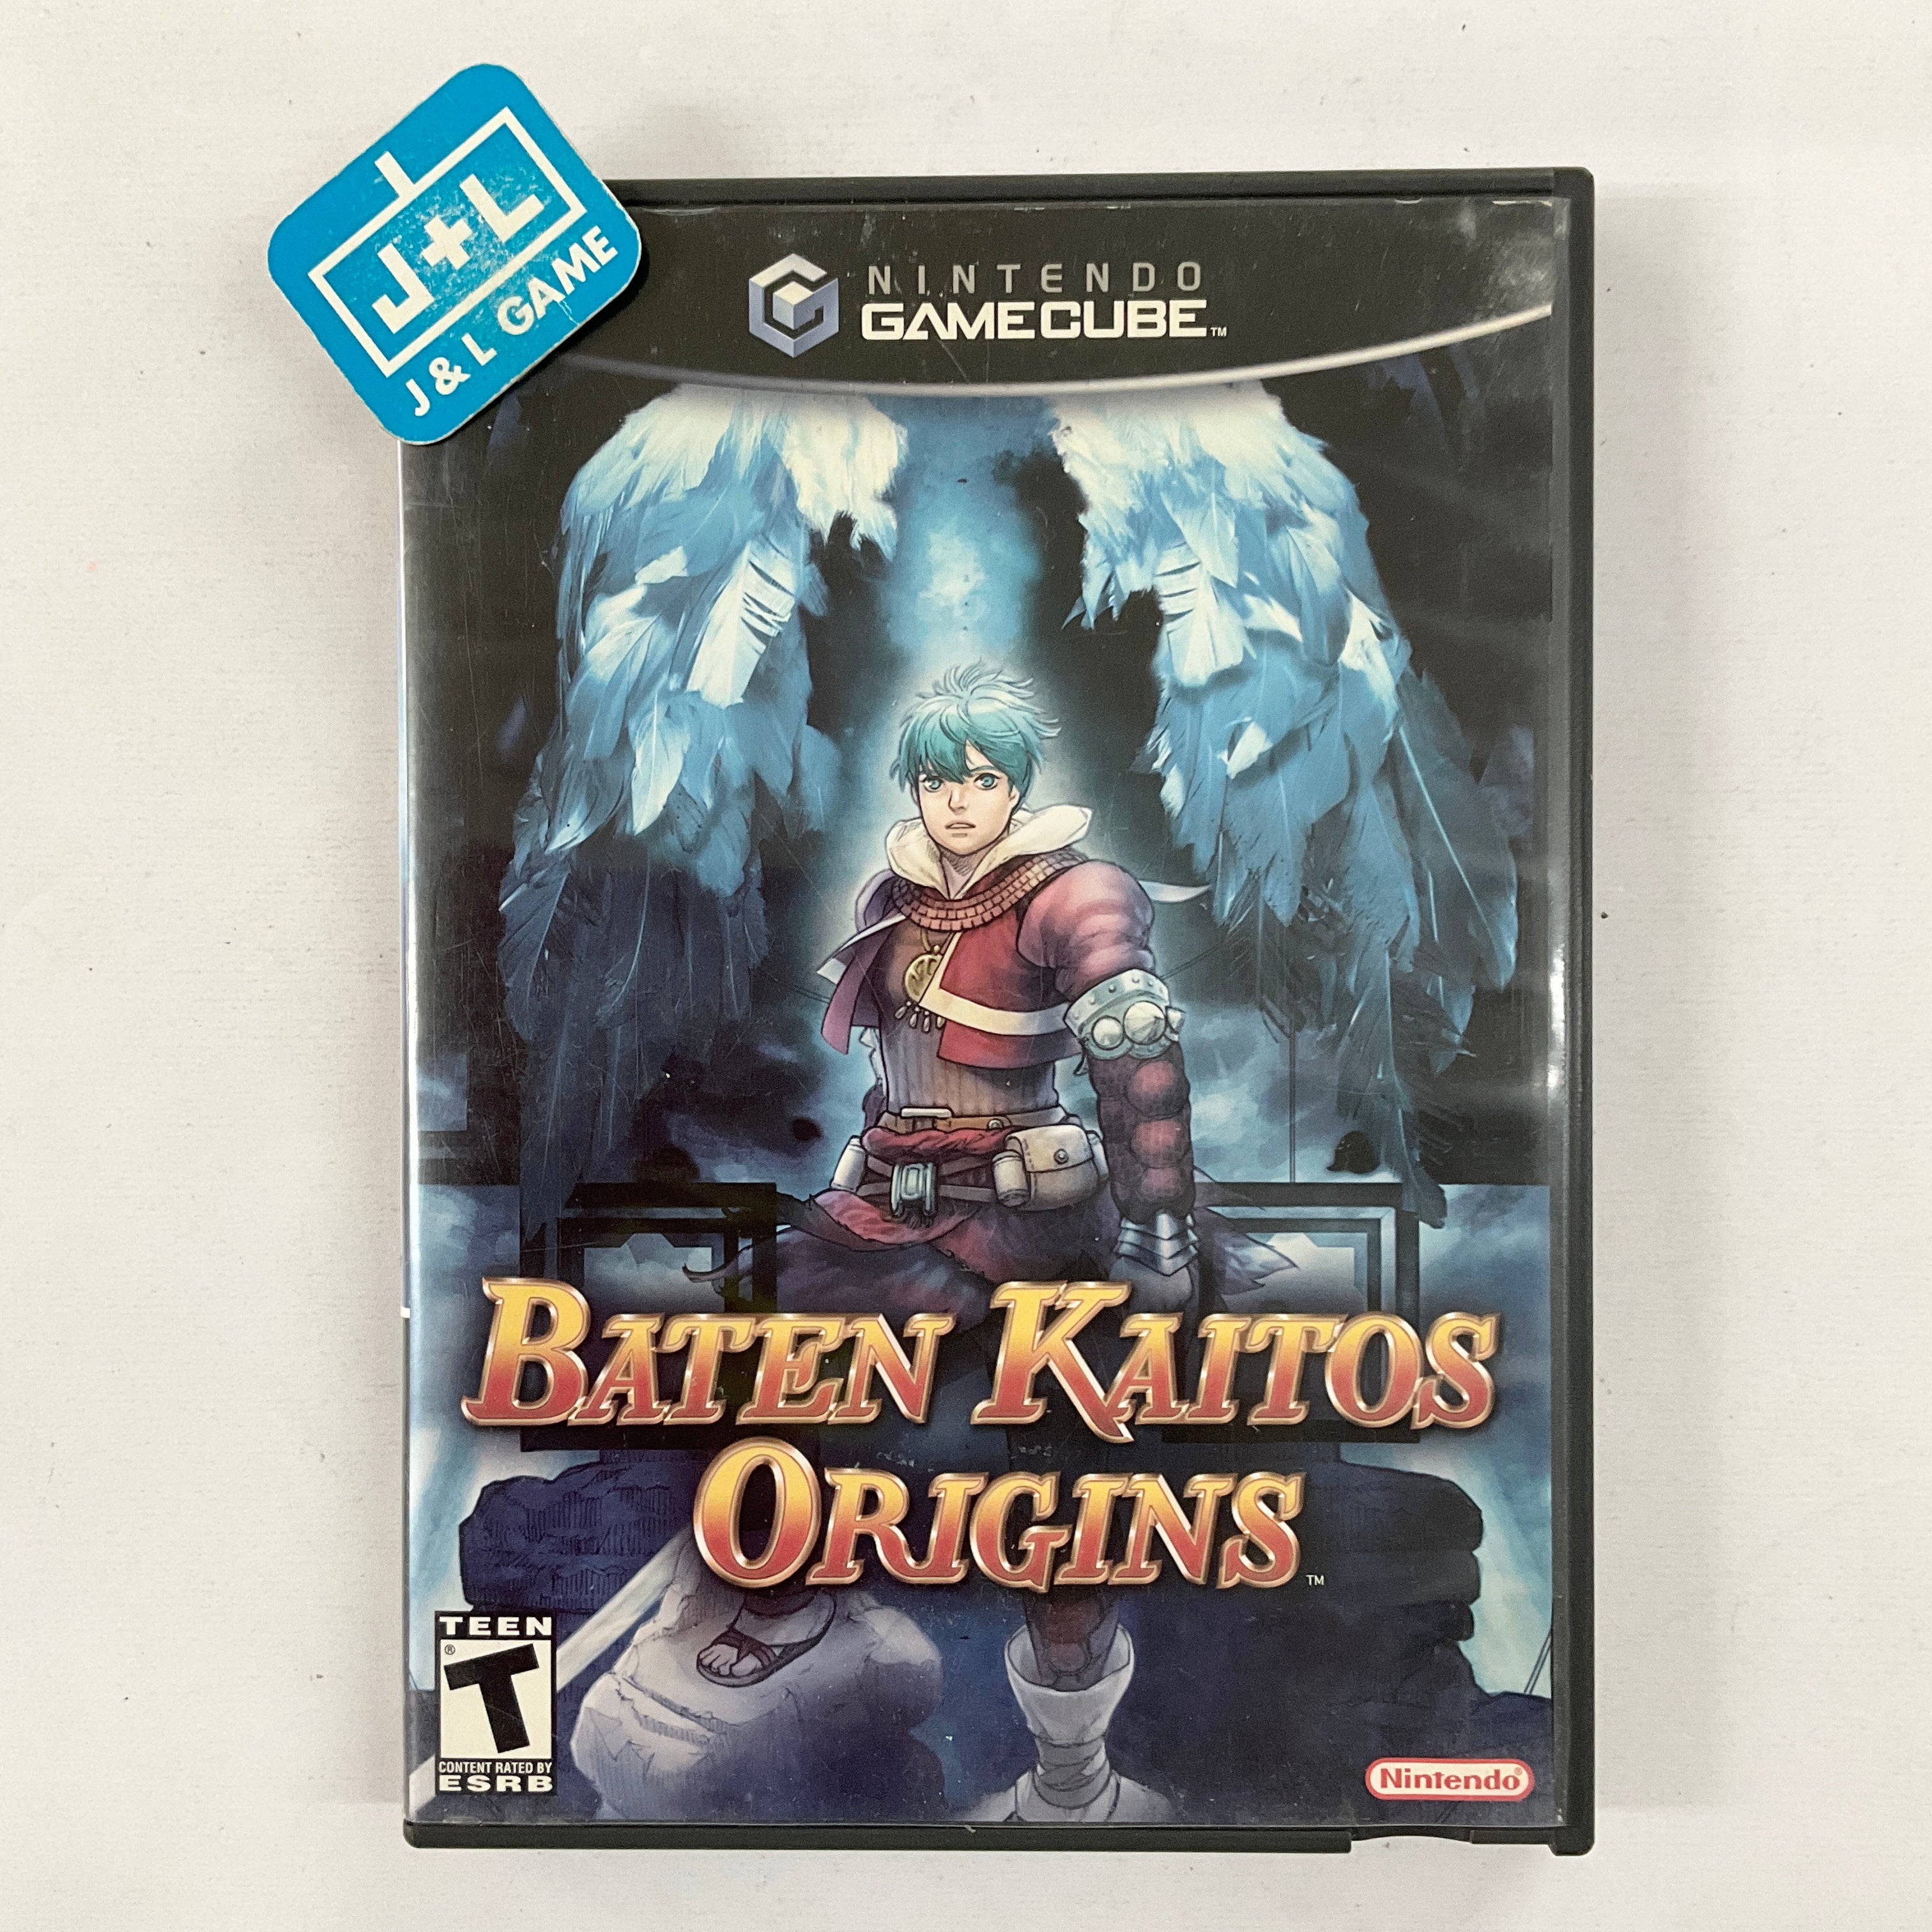 J+L
J & L GAME
NINTENDO
GAMECUBE™
BATEN KAITOS
ORIGINS™
TEEN
®
T
CONTENT RATED BY
ESRB
Nintendo®